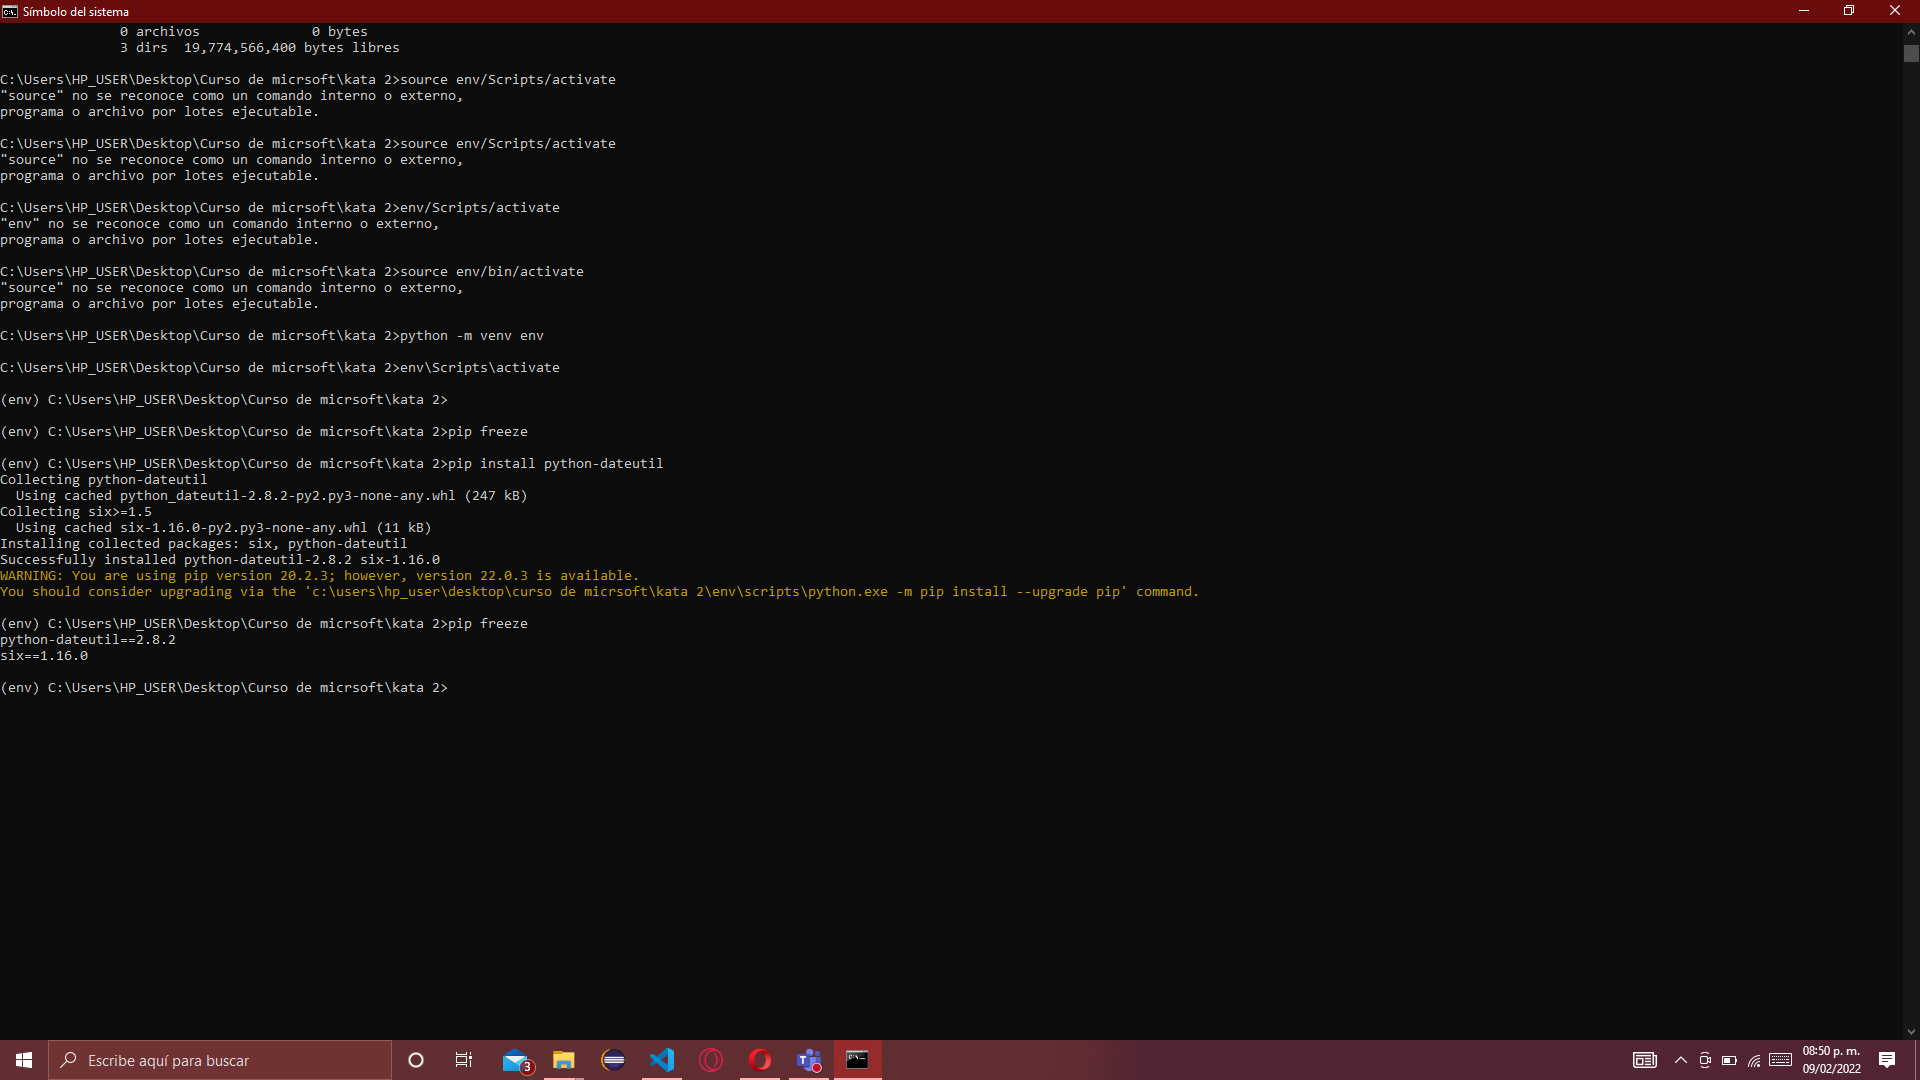 Símbolo del sistema
0 archivos 0 bytes
3 dirs 19,774,566,400 bytes libres
C:\Users\HP_USER\Desktop\Curso de micrsoft\kata 2>source env/Scripts/activate
"source" no se reconoce como un comando interno o externo,
programa o archivo por lotes ejecutable.
C:\Users\HP_USER\Desktop\Curso de micrsoft\kata 2>source env/Scripts/activate
"source" no se reconoce como un comando interno o externo,
programa o archivo por lotes ejecutable.
C:\Users\HP_USER\Desktop\Curso de micrsoft\kata 2>env/Scripts/activate
"env" no se reconoce como un comando interno o externo,
programa o archivo por lotes ejecutable.
C:\Users\HP_USER\Desktop\Curso de micrsoft\kata 2>source env/bin/activate
"source" no se reconoce como un comando interno o externo,
programa o archivo por lotes ejecutable.
C:\Users\HP_USER\Desktop\Curso de micrsoft\kata 2>python -m venv env
C:\Users\HP_USER\Desktop\Curso de micrsoft\kata 2>env\Scripts\activate
(env) C:\Users\HP_USER\Desktop\Curso de micrsoft\kata 2>
(env) C:\Users\HP_USER\Desktop\Curso de micrsoft\kata 2>pip freeze
(env) C:\Users\HP_USER\Desktop\Curso de micrsoft\kata 2>pip install python-dateutil
Collecting python-dateutil
Using cached python_dateutil-2.8.2-py2.py3-none-any.whl (247 kB)
Collecting six>=1.5
Using cached six-1.16.0-py2.py3-none-any.whl (11 kB)
Installing collected packages: six, python-dateutil
Successfully installed python-dateutil-2.8.2 six-1.16.0
WARNING: You are using pip version 20.2.3; however, version 22.0.3 is available.
You should consider upgrading via the 'c:\users\hp_user\desktop\curso de micrsoft\kata 2\env\scripts\python.exe -m pip install --upgrade pip' command.
(env) C:\Users\HP_USER\Desktop\Curso de micrsoft\kata 2>pip freeze
python-dateutil==2.8.2
six==1.16.0
(env) C:\Users\HP_USER\Desktop\Curso de micrsoft\kata 2>
Escribe aquí para buscar
3
08:50 p. m.
09/02/2022